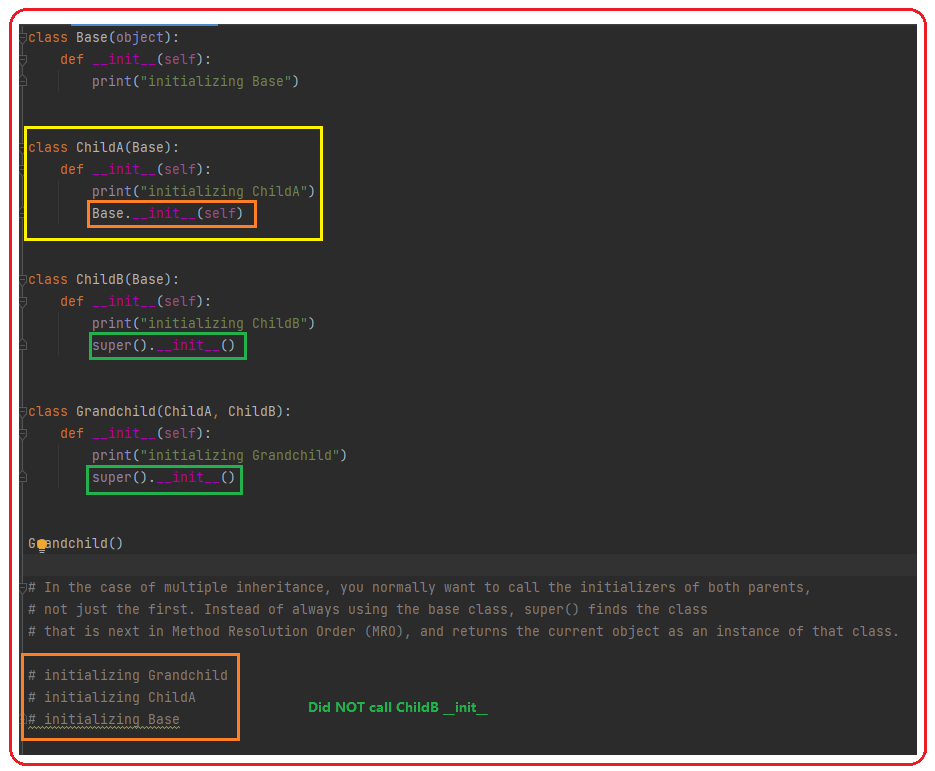 class Base(object):
def __init__(self):
print("initializing Base")
class ChildA(Base):
def __init__(self):
print("initializing ChildA")
Base.__init__(self)
class ChildB(Base):
def __init__(self):
print("initializing ChildB")
super().__init__()
class Grandchild(ChildA, ChildB):
def __init__(self):
print("initializing Grandchild")
super().__init__()
Grandchild()
# In the case of multiple inheritance, you normally want to call the initializers of both parents,
# not just the first. Instead of always using the base class, super() finds the class
# that is next in Method Resolution Order (MRO), and returns the current object as an instance of that class.
# initializing Grandchild
# initializing ChildA
Did NOT call ChildB __init__
# initializing Base